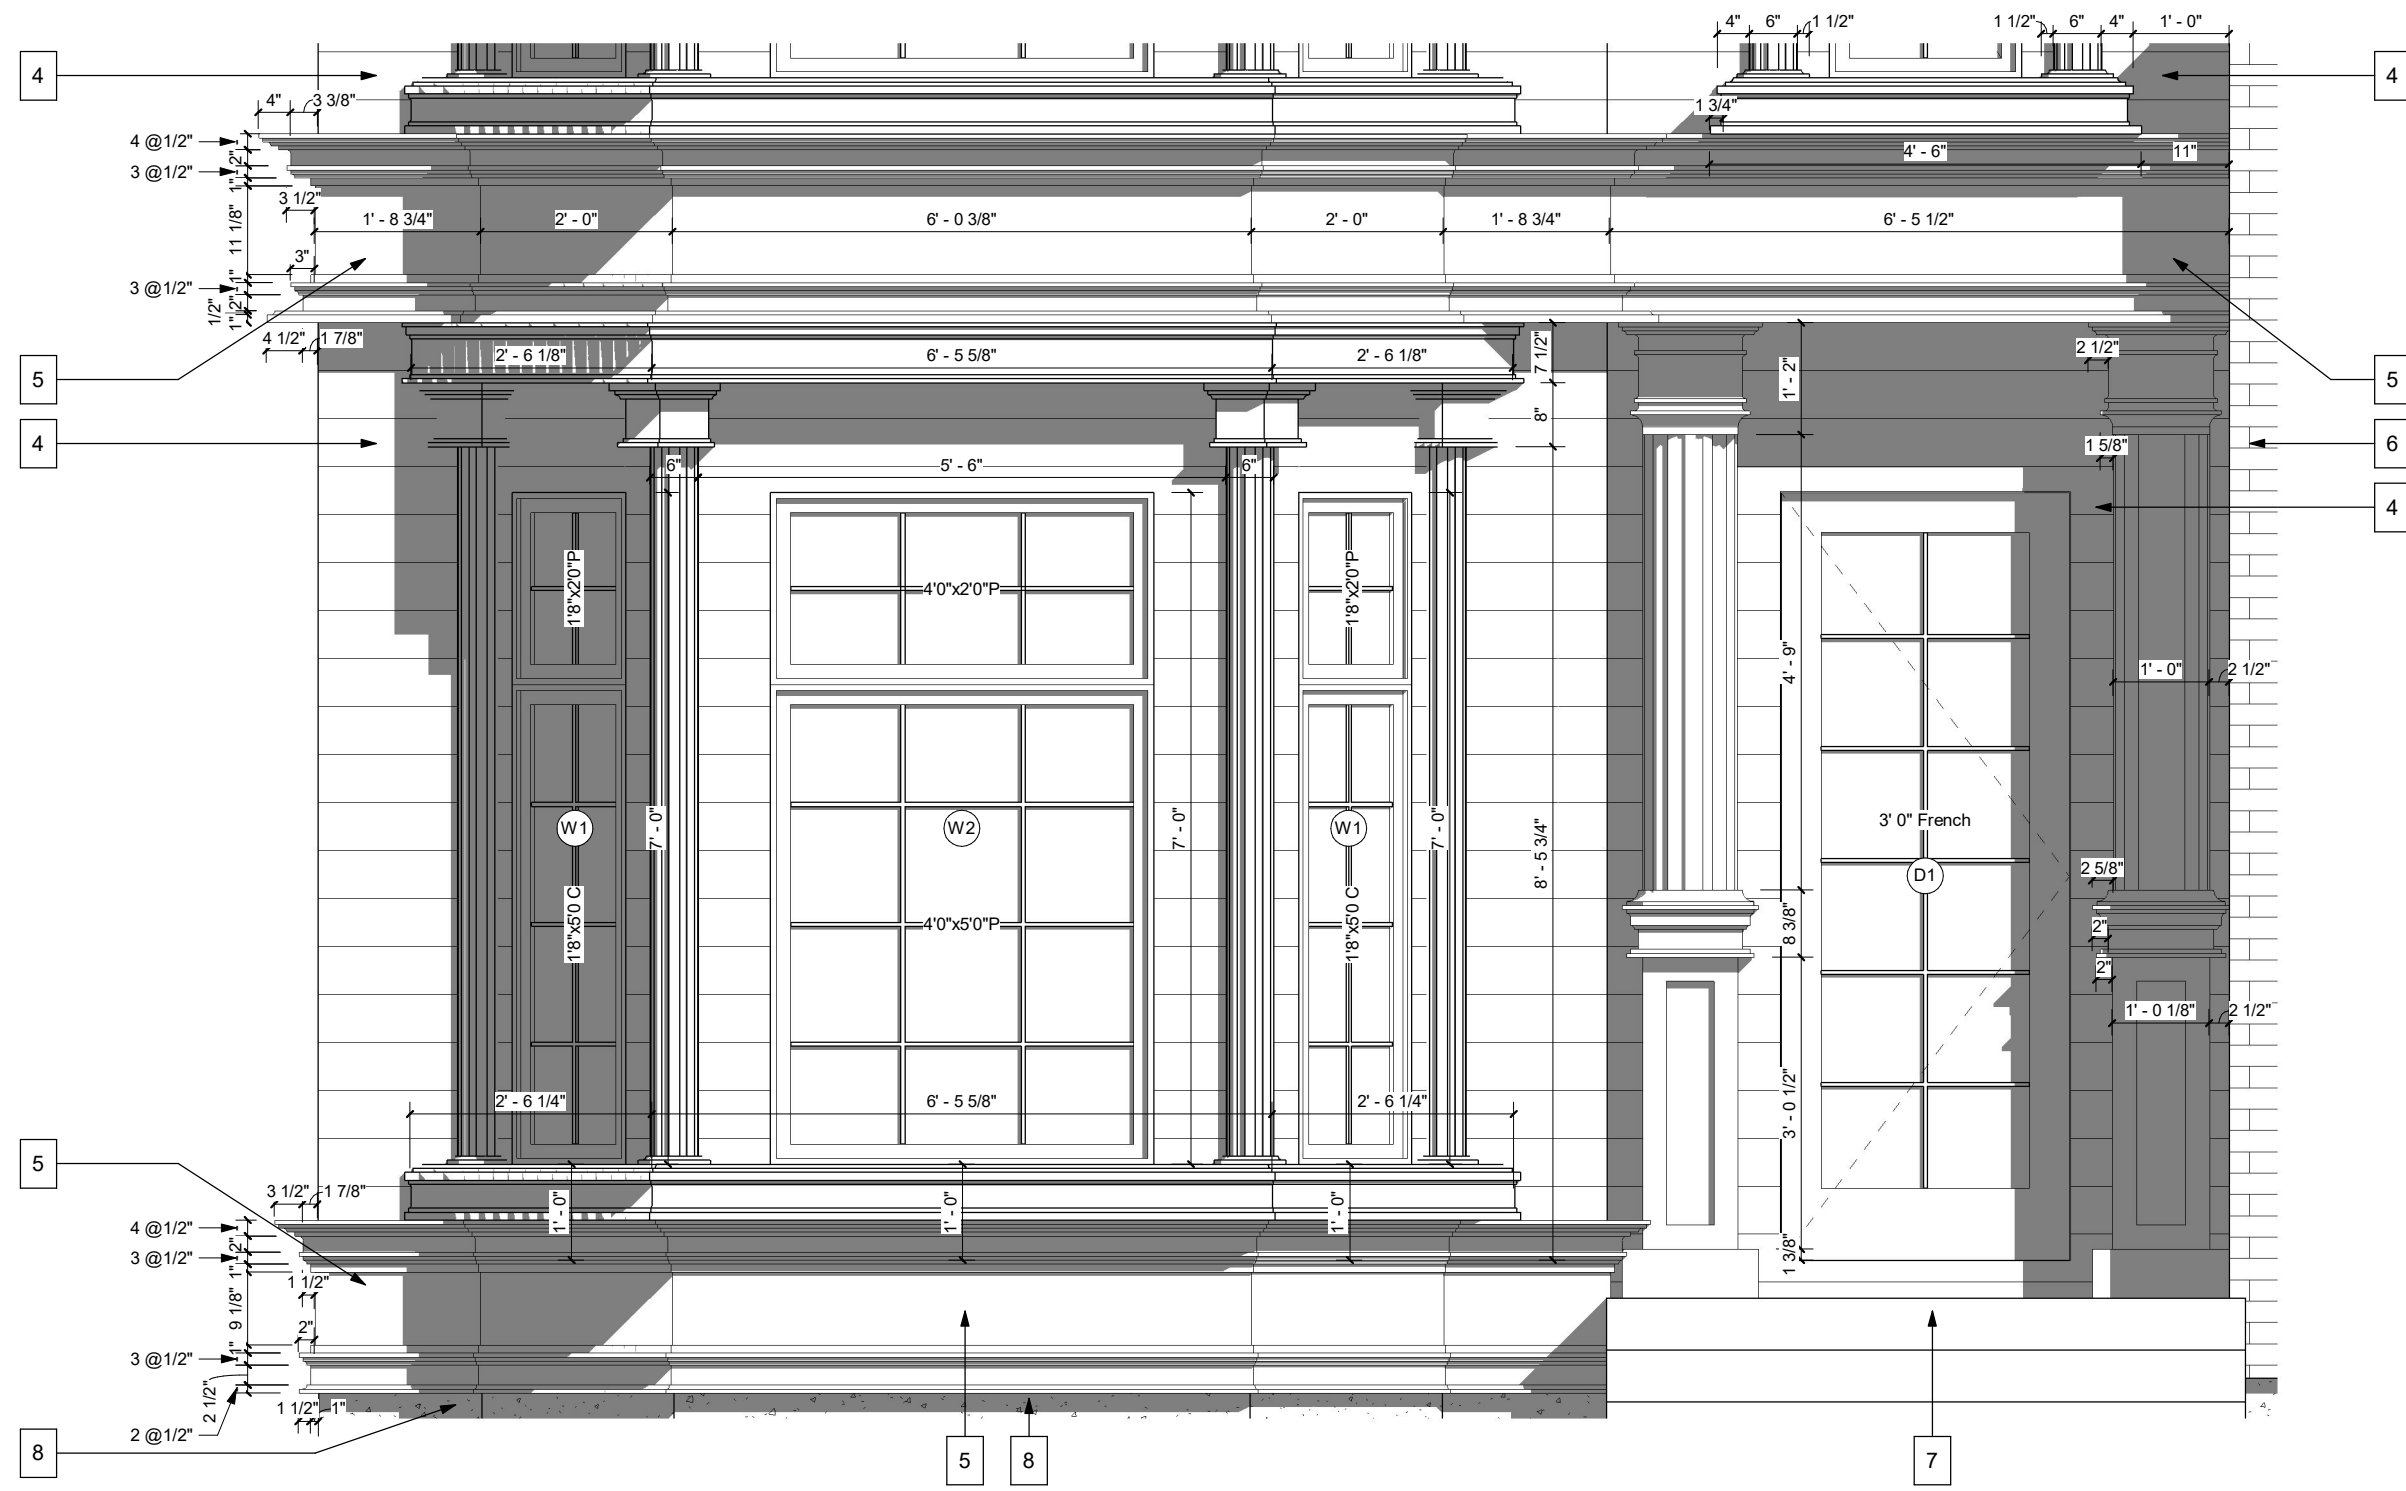 4" 6" 1 1/2" 1 1/2" 6" 4" 1' - 0"
4 4
4" 3 3/8" 1 3/4"
4 @1/2" 2" 4' - 6" 11"
3 @1/2" 1"
3 1/2"
11 1/8" 1' - 8 3/4" 2' - 0" 6' - 0 3/8" 2' - 0" 1' - 8 3/4" 6' - 5 1/2"
3"
1"
3 @1/2"
2"
1/2"
1"
4 1/2" 1 7/8" 2' - 6 1/8" 6' - 5 5/8" 2' - 6 1/8" 7 1/2" 1' - 2" 2 1/2"
5 5
8"
4 6
1 5/8"
6" 5' - 6" 6"
4
1'8"x2'0"P 4'0"x2'0"P 1'8"x2'0"P
4' - 9" 1' - 0" 2 1/2"
W1 7' - 0" W2 7' - 0" W1 7' - 0" 8' - 5 3/4" 3' 0" French
D1 2 5/8"
1'8"x5'0 C 4'0"x5'0"P 1'8"x5'0 C 8 3/8" 2"
2"
1' - 0 1/8" 2 1/2"
2' - 6 1/4" 6' - 5 5/8" 2' - 6 1/4" 3' - 0 1/2"
5
3 1/2" 1 7/8" 1' - 0" 1' - 0" 1' - 0"
4 @1/2"
2"
3 @1/2" 1 3/8"
1"
1 1/2"
9 1/8"
2"
1"
3 @1/2"
2 1/2"
1 1/2" 1"
2 @1/2"
8 5 8 7